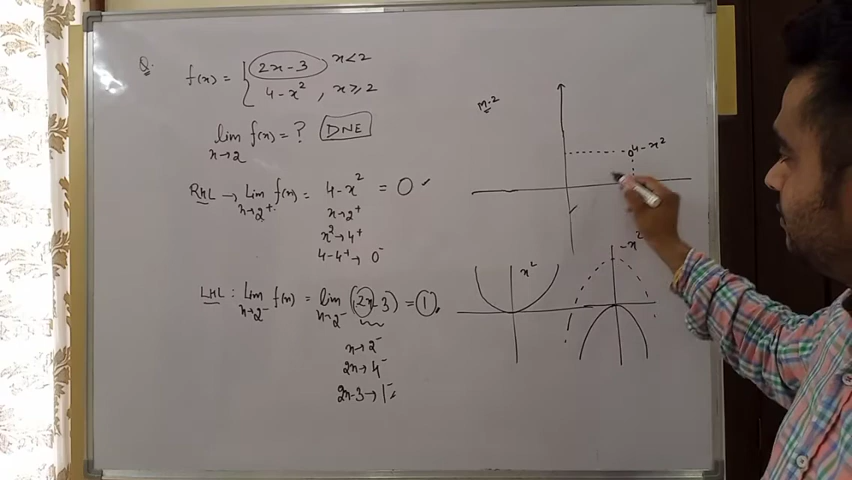 Q.
f(x) = { 2x-3 , x<2
4-x² , x≥2
lim f(x) = ? DNE
x→2
RHL → Lim f(x) = 4-x² = 0
x→2⁺ x→2⁺
x²→4⁺
4-4⁺ → 0⁻
LHL : Lim f(x) = lim (2x-3) = 1
x→2⁻ x→2⁻
x→2⁻
2x→4⁻
2x-3→1⁻
M-2
4-x²
x²
-x²